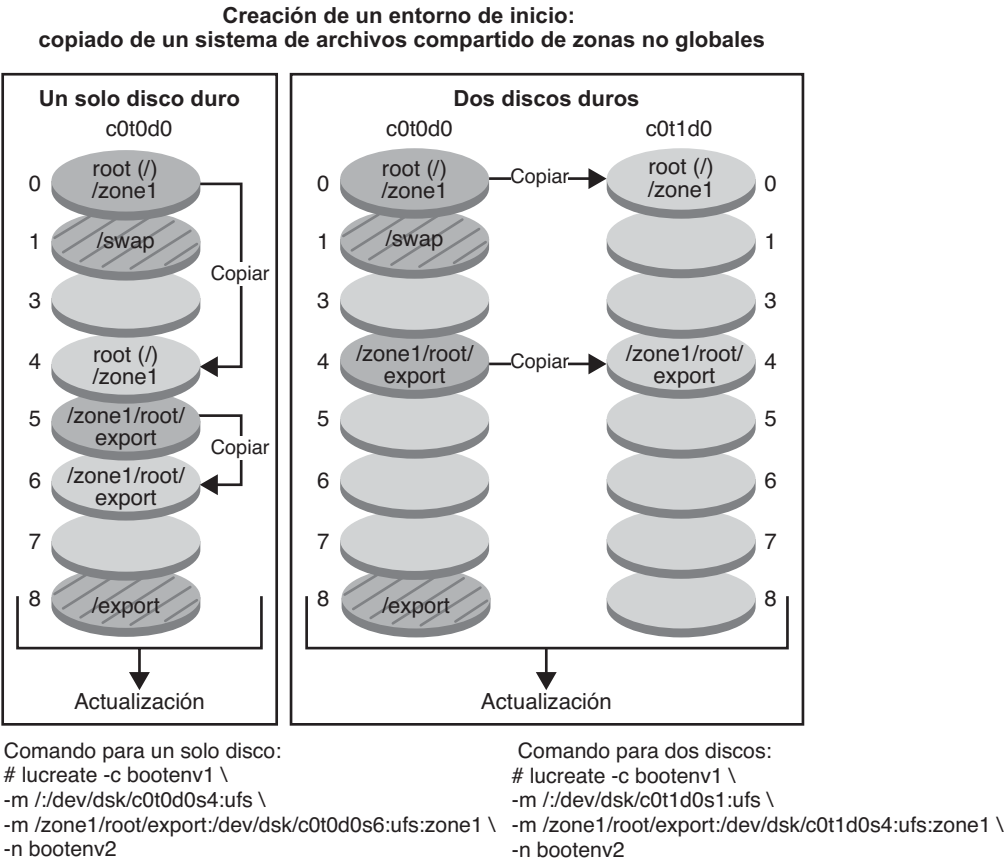 Creación de un entorno de inicio:
copiado de un sistema de archivos compartido de zonas no globales
Un solo disco duro
c0t0d0
0
root (/)
/zone1
1
/swap
Copiar
3
4
root (/)
/zone1
5
/zone1/root/
export
Copiar
6
/zone1/root/
export
7
8
/export
Actualización
Dos discos duros
c0t0d0
c0t1d0
0
root (/)
/zone1
Copiar
root (/)
/zone1
0
1
/swap
1
3
3
4
/zone1/root/
export
Copiar
/zone1/root/
export
4
5
5
6
6
7
7
8
/export
8
Actualización
Comando para un solo disco:
# lucreate -c bootenv1 \
-m /:/dev/dsk/c0t0d0s4:ufs \
-m /zone1/root/export:/dev/dsk/c0t0d0s6:ufs:zone1 \
-n bootenv2
Comando para dos discos:
# lucreate -c bootenv1 \
-m /:/dev/dsk/c0t1d0s1:ufs \
-m /zone1/root/export:/dev/dsk/c0t1d0s4:ufs:zone1 \
-n bootenv2